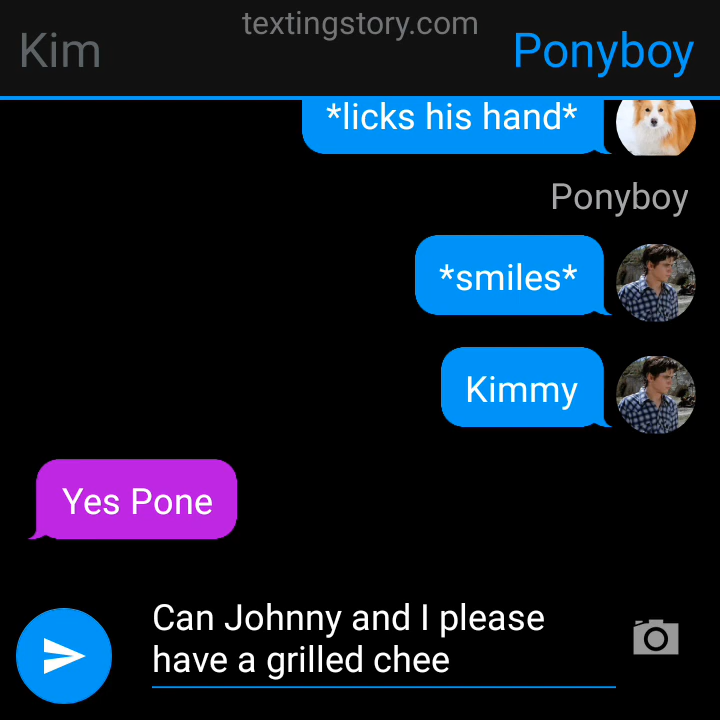 textingstory.com
Kim
Ponyboy
*licks his hand*
Ponyboy
*smiles*
Kimmy
Yes Pone
Can Johnny and I please
have a grilled chee